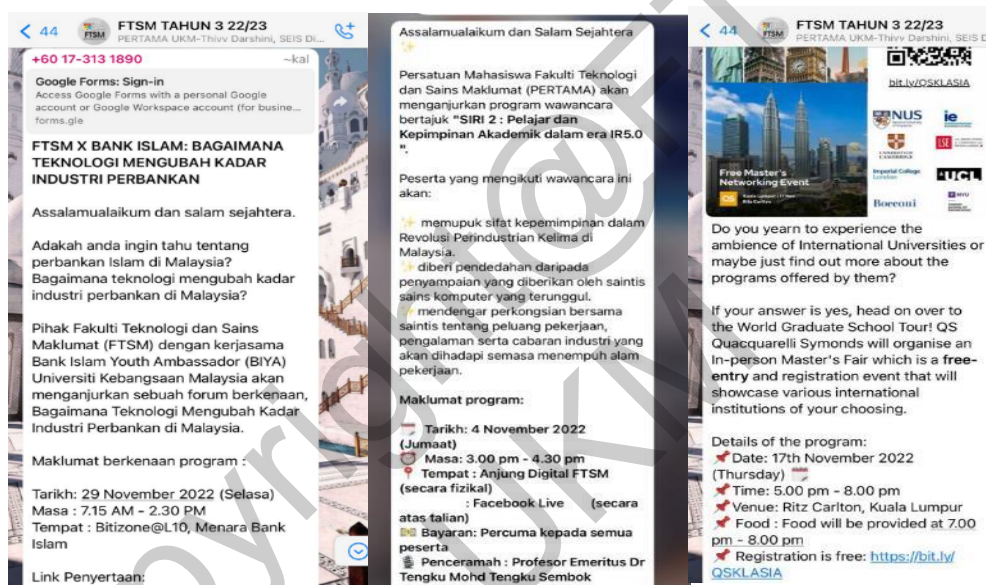 44
FTSM
FTSM TAHUN 3 22/23
PERTAMA UKM-Thivv Darshini, SEIS Di...
+60 17-313 1890
~kal
Google Forms: Sign-in
Access Google Forms with a personal Google
account or Google Workspace account (for busine...
forms.gle
FTSM X BANK ISLAM: BAGAIMANA
TEKNOLOGI MENGUBAH KADAR
INDUSTRI PERBANKAN
Assalamualaikum dan salam sejahtera.
Adakah anda ingin tahu tentang
perbankan Islam di Malaysia?
Bagaimana teknologi mengubah kadar
industri perbankan di Malaysia?
Pihak Fakulti Teknologi dan Sains
Maklumat (FTSM) dengan kerjasama
Bank Islam Youth Ambassador (BIYA)
Universiti Kebangsaan Malaysia akan
menganjurkan sebuah forum berkenaan,
Bagaimana Teknologi Mengubah Kadar
Industri Perbankan di Malaysia.
Maklumat berkenaan program :
Tarikh: 29 November 2022 (Selasa)
Masa : 7.15 AM - 2.30 PM
Tempat : Bitizone@L10, Menara Bank
Islam
Link Penyertaan:
Assalamualaikum dan Salam Sejahtera
✨
Persatuan Mahasiswa Fakulti Teknologi
dan Sains Maklumat (PERTAMA) akan
menganjurkan program wawancara
bertajuk "SIRI 2 : Pelajar dan
Kepimpinan Akademik dalam era IR5.0
".
Peserta yang mengikuti wawancara ini
akan:
✨ memupuk sifat kepemimpinan dalam
Revolusi Perindustrian Kelima di
Malaysia.
✨ diberi pendedahan daripada
penyampaian yang diberikan oleh saintis
sains komputer yang terunggul.
✨ mendengar perkongsian bersama
saintis tentang peluang pekerjaan,
pengalaman serta cabaran industri yang
akan dihadapi semasa menempuh alam
pekerjaan.
Maklumat program:
🗓 Tarikh: 4 November 2022
(Jumaat)
⏰ Masa: 3.00 pm - 4.30 pm
📍 Tempat : Anjung Digital FTSM
(secara fizikal)
: Facebook Live (secara
atas talian)
💵 Bayaran: Percuma kepada semua
peserta
🎙 Penceramah : Profesor Emeritus Dr
Tengku Mohd Tengku Sembok
44
FTSM
FTSM TAHUN 3 22/23
PERTAMA UKM-Thivv Darshini, SEIS D
bit.ly/QSKLASIA
NUS
ie
UNIVERSITY OF
CAMBRIDGE
LSE
Imperial College
London
UCL
Bocconi
NYU
Free Master's
Networking Event
QS
Do you yearn to experience the
ambience of International Universities or
maybe just find out more about the
programs offered by them?
If your answer is yes, head on over to
the World Graduate School Tour! QS
Quacquarelli Symonds will organise an
In-person Master's Fair which is a free-
entry and registration event that will
showcase various international
institutions of your choosing.
Details of the program:
📌Date: 17th November 2022
(Thursday) 🗓
📌Time: 5.00 pm - 8.00 pm
📌Venue: Ritz Carlton, Kuala Lumpur
📌 Food : Food will be provided at 7.00
pm - 8.00 pm
📌 Registration is free: https://bit.ly/
QSKLASIA